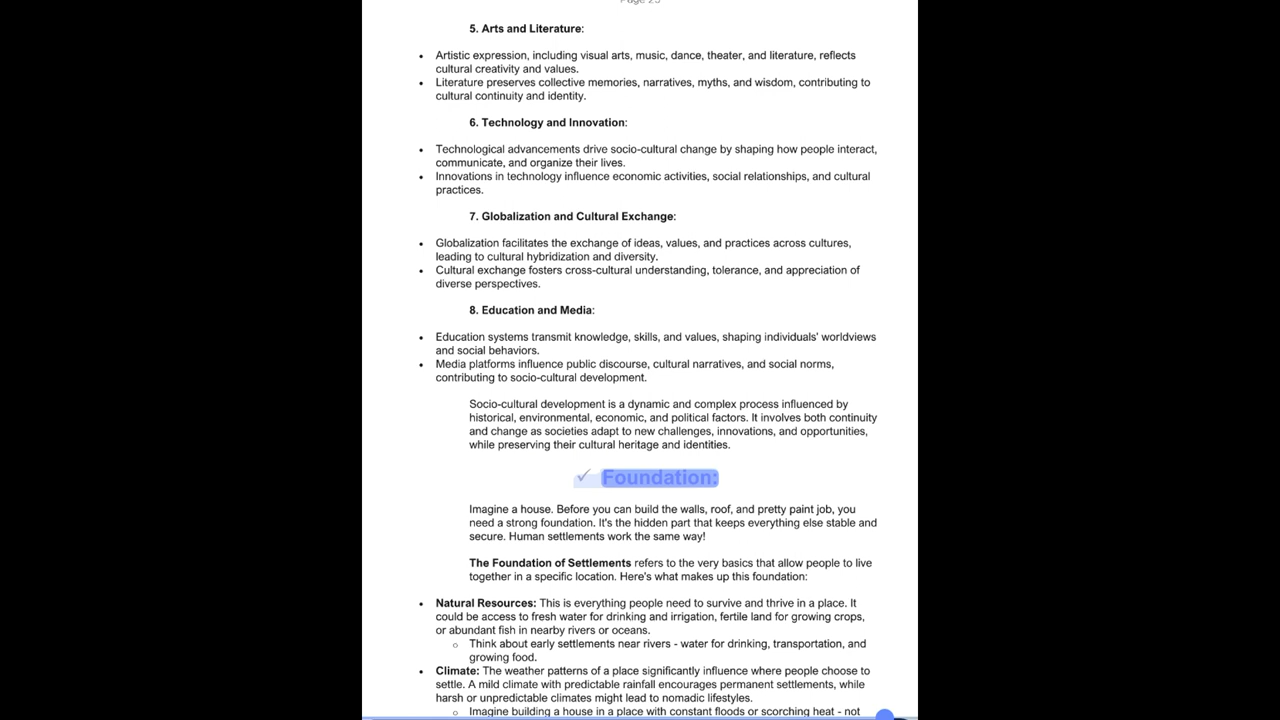 Page 25
5. Arts and Literature:
• Artistic expression, including visual arts, music, dance, theater, and literature, reflects
cultural creativity and values.
• Literature preserves collective memories, narratives, myths, and wisdom, contributing to
cultural continuity and identity.
6. Technology and Innovation:
• Technological advancements drive socio-cultural change by shaping how people interact,
communicate, and organize their lives.
• Innovations in technology influence economic activities, social relationships, and cultural
practices.
7. Globalization and Cultural Exchange:
• Globalization facilitates the exchange of ideas, values, and practices across cultures,
leading to cultural hybridization and diversity.
• Cultural exchange fosters cross-cultural understanding, tolerance, and appreciation of
diverse perspectives.
8. Education and Media:
• Education systems transmit knowledge, skills, and values, shaping individuals' worldviews
and social behaviors.
• Media platforms influence public discourse, cultural narratives, and social norms,
contributing to socio-cultural development.
Socio-cultural development is a dynamic and complex process influenced by
historical, environmental, economic, and political factors. It involves both continuity
and change as societies adapt to new challenges, innovations, and opportunities,
while preserving their cultural heritage and identities.
✓ Foundation:
Imagine a house. Before you can build the walls, roof, and pretty paint job, you
need a strong foundation. It's the hidden part that keeps everything else stable and
secure. Human settlements work the same way!
The Foundation of Settlements refers to the very basics that allow people to live
together in a specific location. Here's what makes up this foundation:
• Natural Resources: This is everything people need to survive and thrive in a place. It
could be access to fresh water for drinking and irrigation, fertile land for growing crops,
or abundant fish in nearby rivers or oceans.
o Think about early settlements near rivers - water for drinking, transportation, and
growing food.
• Climate: The weather patterns of a place significantly influence where people choose to
settle. A mild climate with predictable rainfall encourages permanent settlements, while
harsh or unpredictable climates might lead to nomadic lifestyles.
o Imagine building a house in a place with constant floods or scorching heat - not